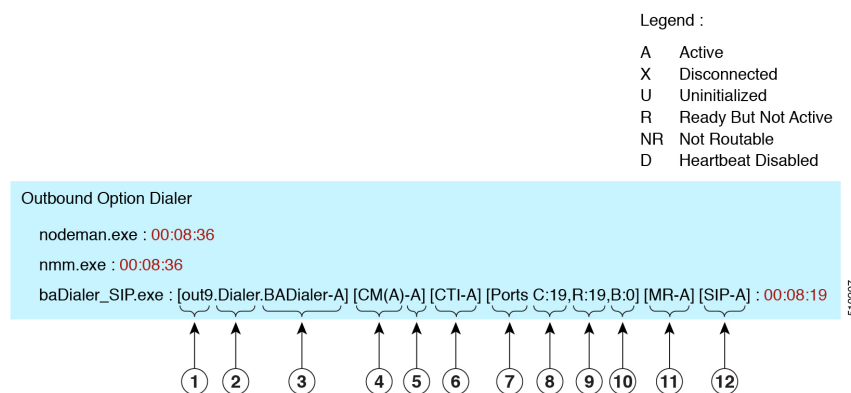 Legend :
A Active
X Disconnected
U Uninitialized
R Ready But Not Active
NR Not Routable
D Heartbeat Disabled
Outbound Option Dialer
nodeman.exe : 00:08:36
nmm.exe : 00:08:36
baDialer_SIP.exe : [out9.Dialer.BADialer-A] [CM(A)-A] [CTI-A] [Ports C:19,R:19,B:0] [MR-A] [SIP-A] : 00:08:19
1 2 3 4 5 6 7 8 9 10 11 12